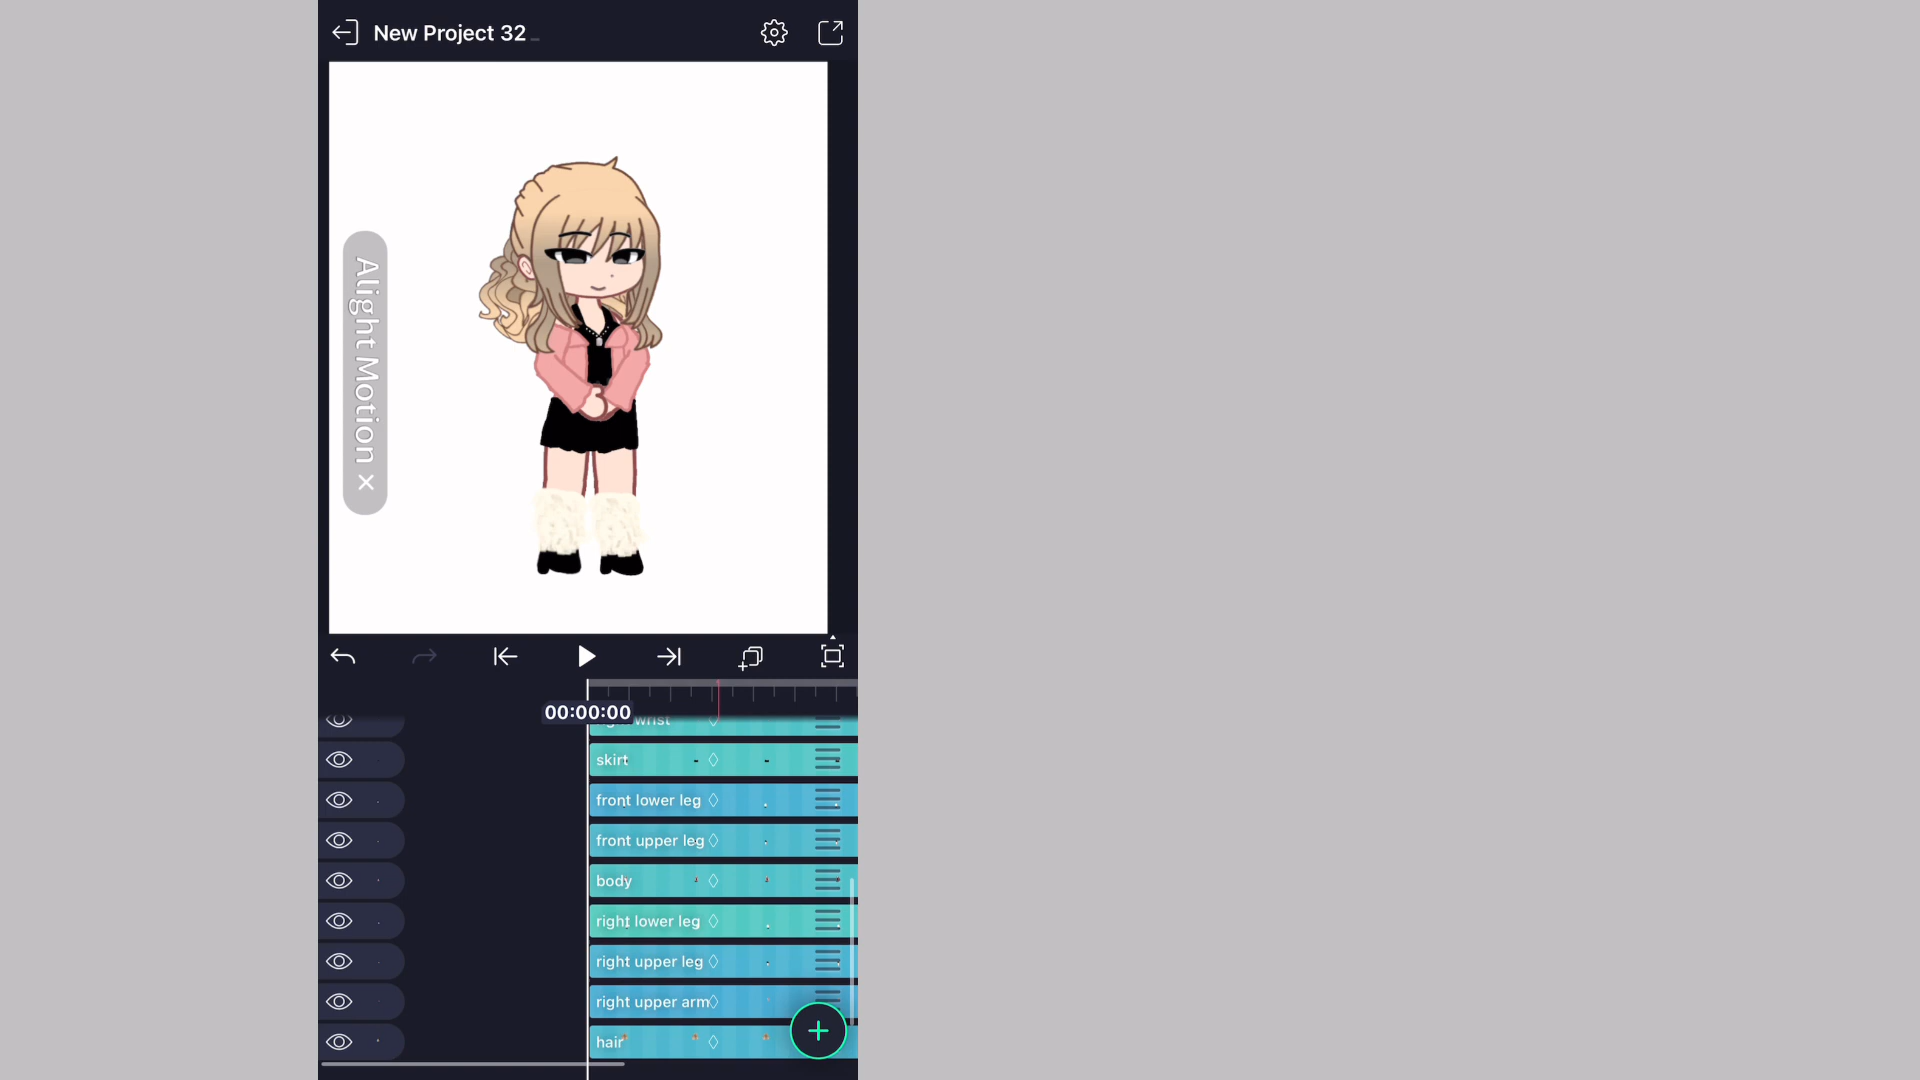 New Project 32
Alight Motion ×
00:00:00
wrist
skirt
front lower leg
front upper leg
body
right lower leg
right upper leg
right upper arm
hair